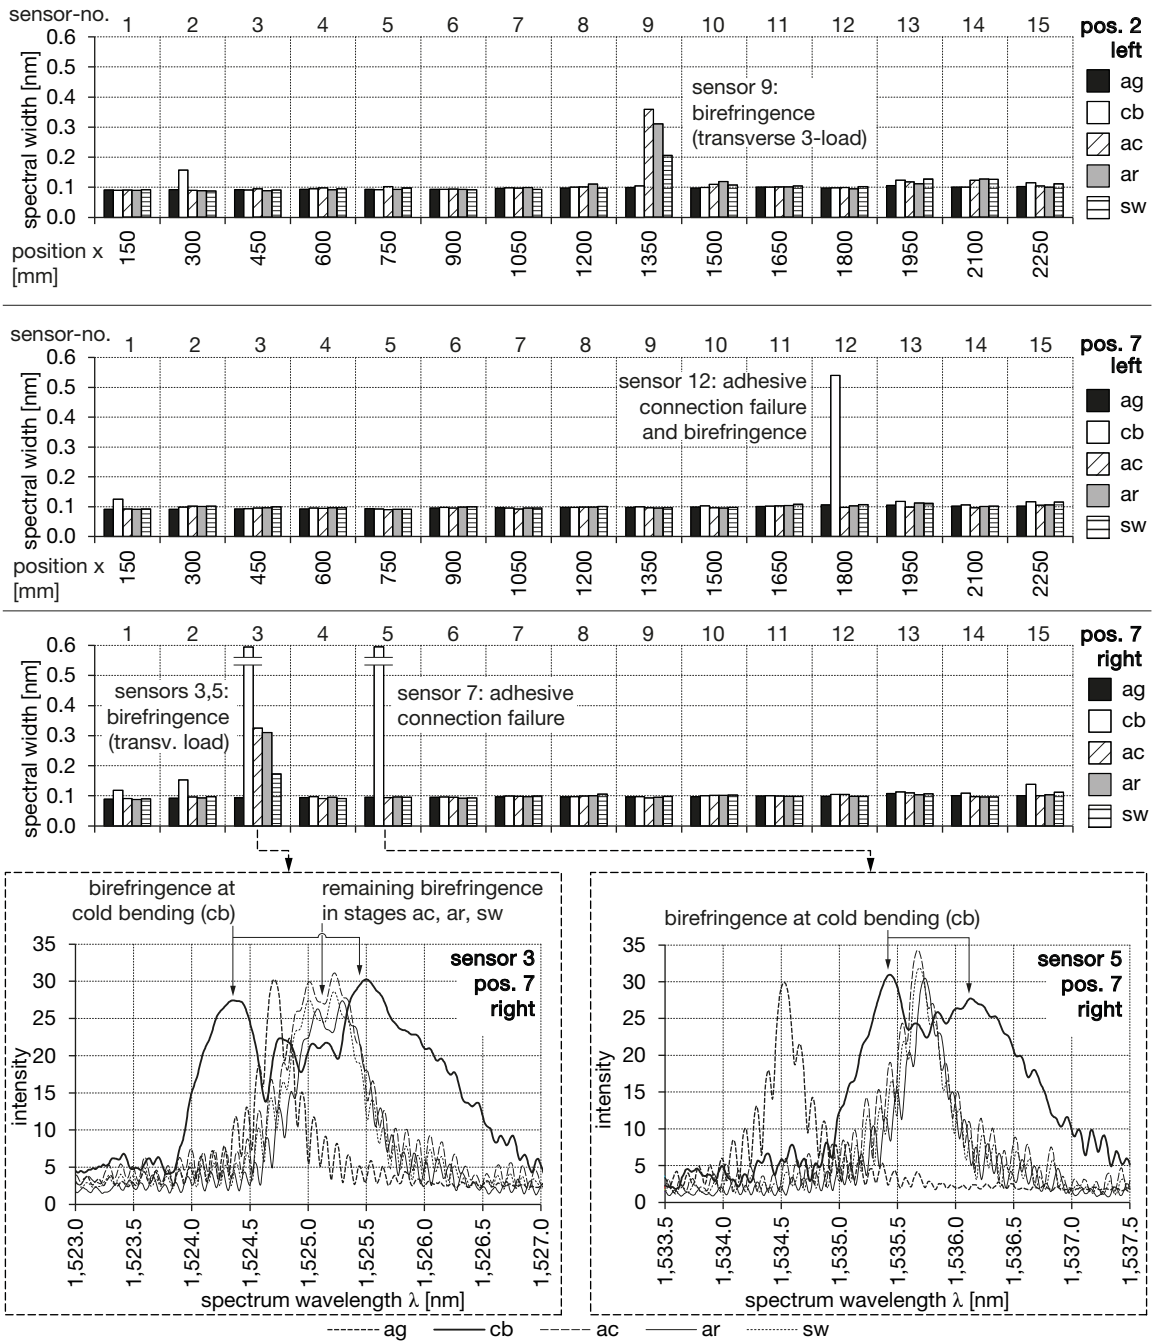 sensor-no. 1 2 3 4 5 6 7 8 9 10 11 12 13 14 15 pos. 2
left
0.6
0.5
0.4
0.3
0.2
0.1
0.0
spectral width [nm]
sensor 9:
birefringence
(transverse 3-load)
ag
cb
ac
ar
sw
position x
[mm]
150 300 450 600 750 900 1050 1200 1350 1500 1650 1800 1950 2100 2250
sensor-no. 1 2 3 4 5 6 7 8 9 10 11 12 13 14 15 pos. 7
left
0.6
0.5
0.4
0.3
0.2
0.1
0.0
spectral width [nm]
sensor 12: adhesive
connection failure
and birefringence
ag
cb
ac
ar
sw
position x
[mm]
150 300 450 600 750 900 1050 1200 1350 1500 1650 1800 1950 2100 2250
1 2 3 4 5 6 7 8 9 10 11 12 13 14 15 pos. 7
right
0.6
0.5
0.4
0.3
0.2
0.1
0.0
spectral width [nm]
sensors 3,5:
birefringence
(transv. load)
sensor 7: adhesive
connection failure
ag
cb
ac
ar
sw
birefringence at
cold bending (cb)
remaining birefringence
in stages ac, ar, sw
sensor 3
pos. 7
right
35
30
25
20
15
10
5
0
intensity
1,523.0 1,523.5 1,524.0 1,524.5 1,525.0 1,525.5 1,526.0 1,526.5 1,527.0
spectrum wavelength λ [nm]
birefringence at cold bending (cb)
sensor 5
pos. 7
right
35
30
25
20
15
10
5
0
intensity
1,533.5 1,534.0 1,534.5 1,535.0 1,535.5 1,536.0 1,536.5 1,537.0 1,537.5
spectrum wavelength λ [nm]
ag cb ac ar sw